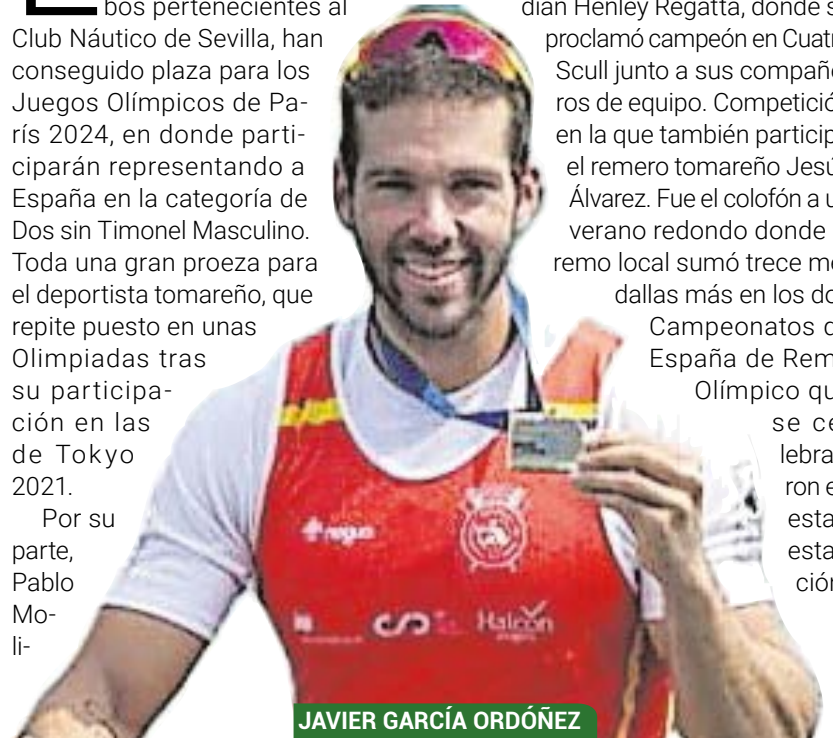 bos pertenecientes al
Club Náutico de Sevilla, han
conseguido plaza para los
Juegos Olímpicos de Pa-
rís 2024, en donde parti-
ciparán representando a
España en la categoría de
Dos sin Timonel Masculino.
Toda una gran proeza para
el deportista tomareño, que
repite puesto en unas
Olimpiadas tras
su participa-
ción en las
de Tokyo
2021.
Por su
parte,
Pablo
Mo-
li-
dian Henley Regatta, donde s
proclamó campeón en Cuatr
Scull junto a sus compañe
ros de equipo. Competició
en la que también particip
el remero tomareño Jesú
Álvarez. Fue el colofón a u
verano redondo donde
remo local sumó trece me
dallas más en los do
Campeonatos d
España de Rem
Olímpico qu
se ce
lebra
ron e
esta
esta
ción
Halcón
JAVIER GARCÍA ORDÓÑEZ